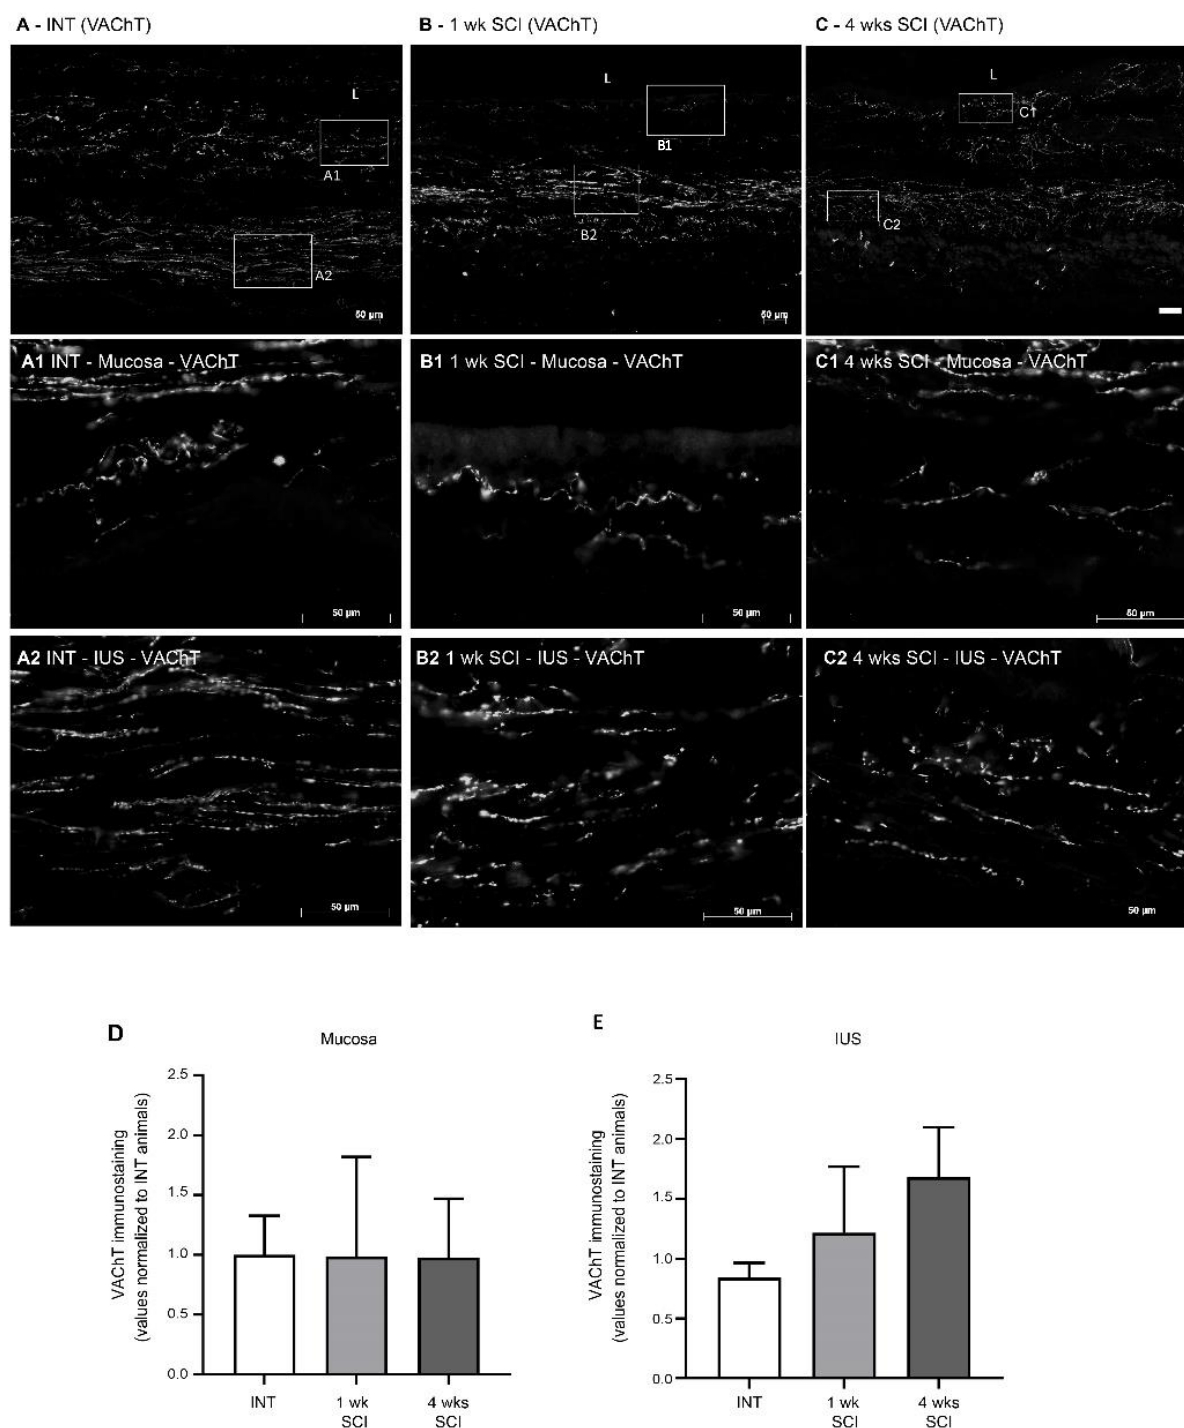 A - INT (VAChT)
B - 1 wk SCI (VAChT)
C - 4 wks SCI (VAChT)
L
A1
A2
50 µm
L
B1
B2
50 µm
L
C1
C2
A1 INT - Mucosa - VAChT
50 µm
B1 1 wk SCI - Mucosa - VAChT
50 µm
C1 4 wks SCI - Mucosa - VAChT
50 µm
A2 INT - IUS - VAChT
50 µm
B2 1 wk SCI - IUS - VAChT
50 µm
C2 4 wks SCI - IUS - VAChT
50 µm
D
Mucosa
VAChT immunostaining
(values normalized to INT animals)
2.5
2.0
1.5
1.0
0.5
0.0
INT
1 wk
SCI
4 wks
SCI
E
IUS
VAChT immunostaining
(values normalized to INT animals)
2.5
2.0
1.5
1.0
0.5
0.0
INT
1 wk
SCI
4 wks
SCI